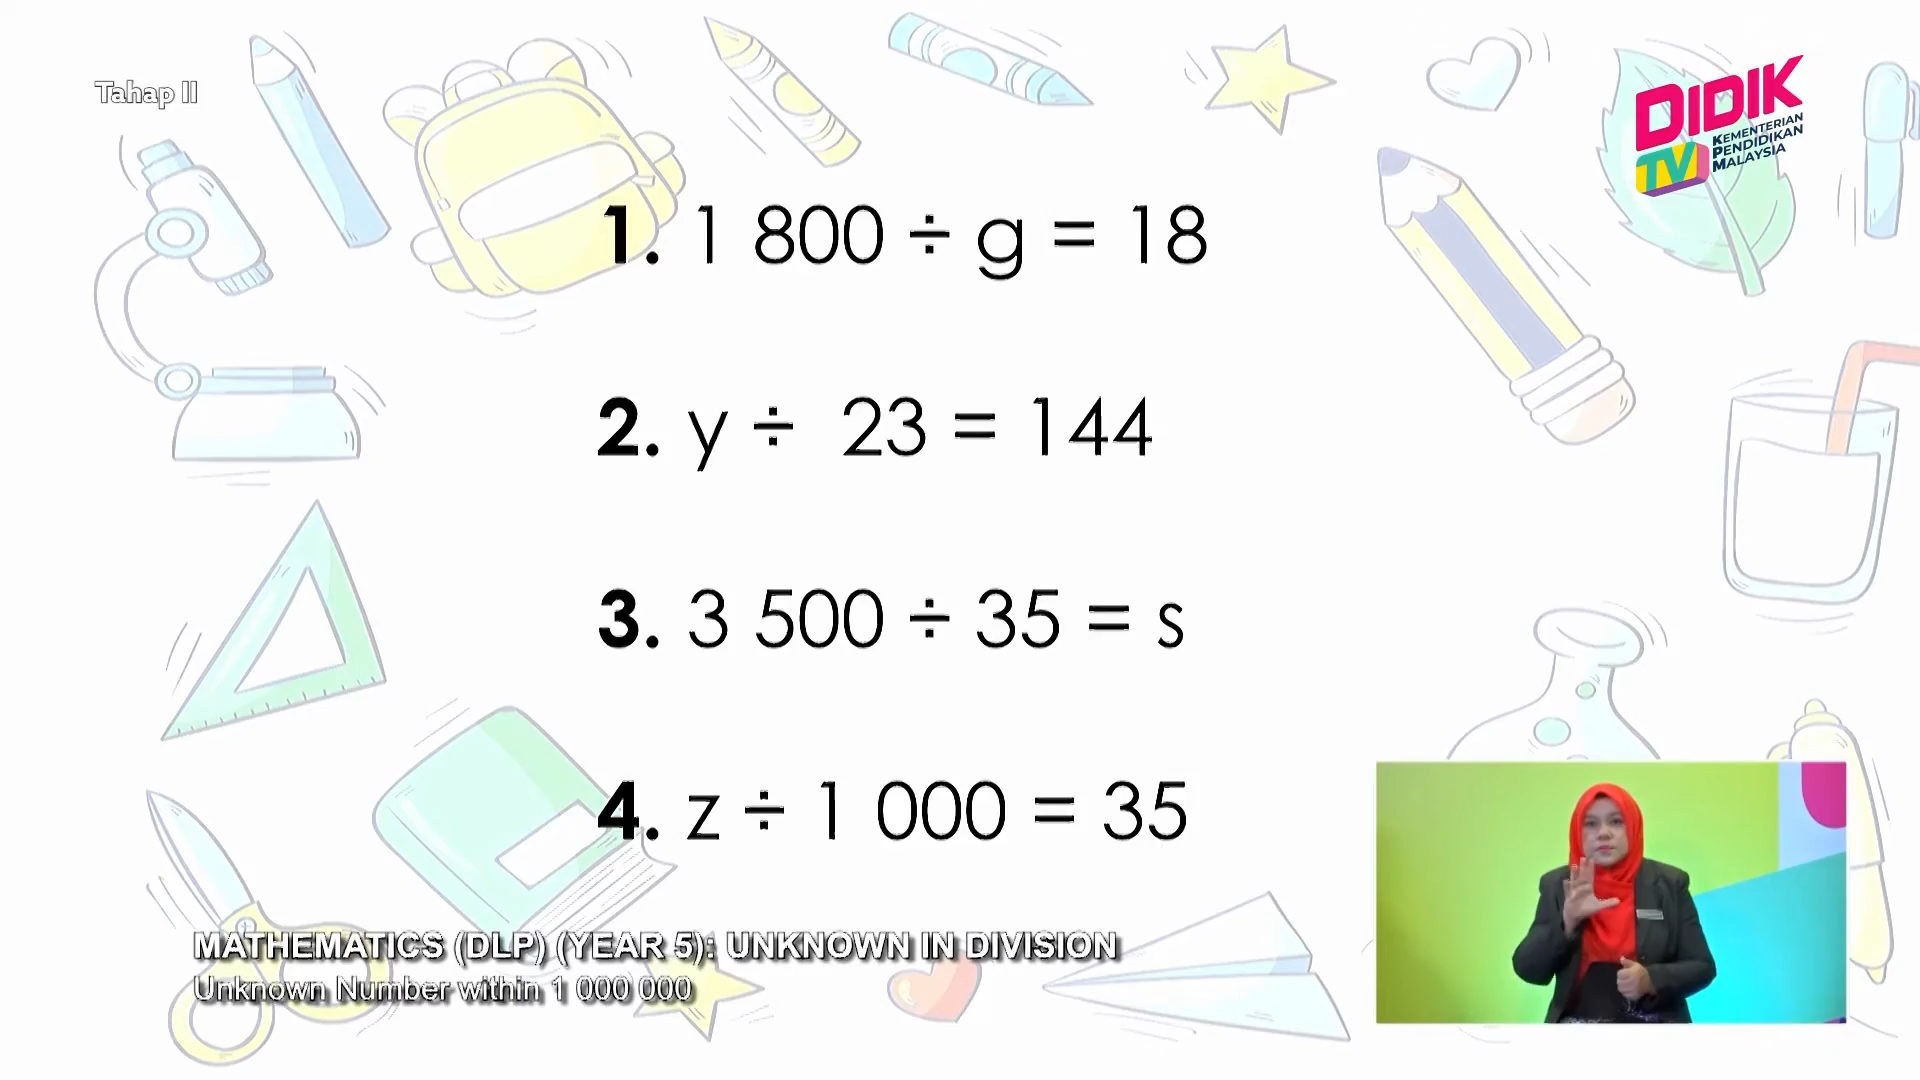 Tahap II
DIDIK
TV
KEMENTERIAN
PENDIDIKAN
MALAYSIA
1. 1 800 ÷ g = 18
2. y ÷ 23 = 144
3. 3 500 ÷ 35 = s
4. z ÷ 1 000 = 35
MATHEMATICS (DLP) (YEAR 5): UNKNOWN IN DIVISION
Unknown Number within 1 000 000